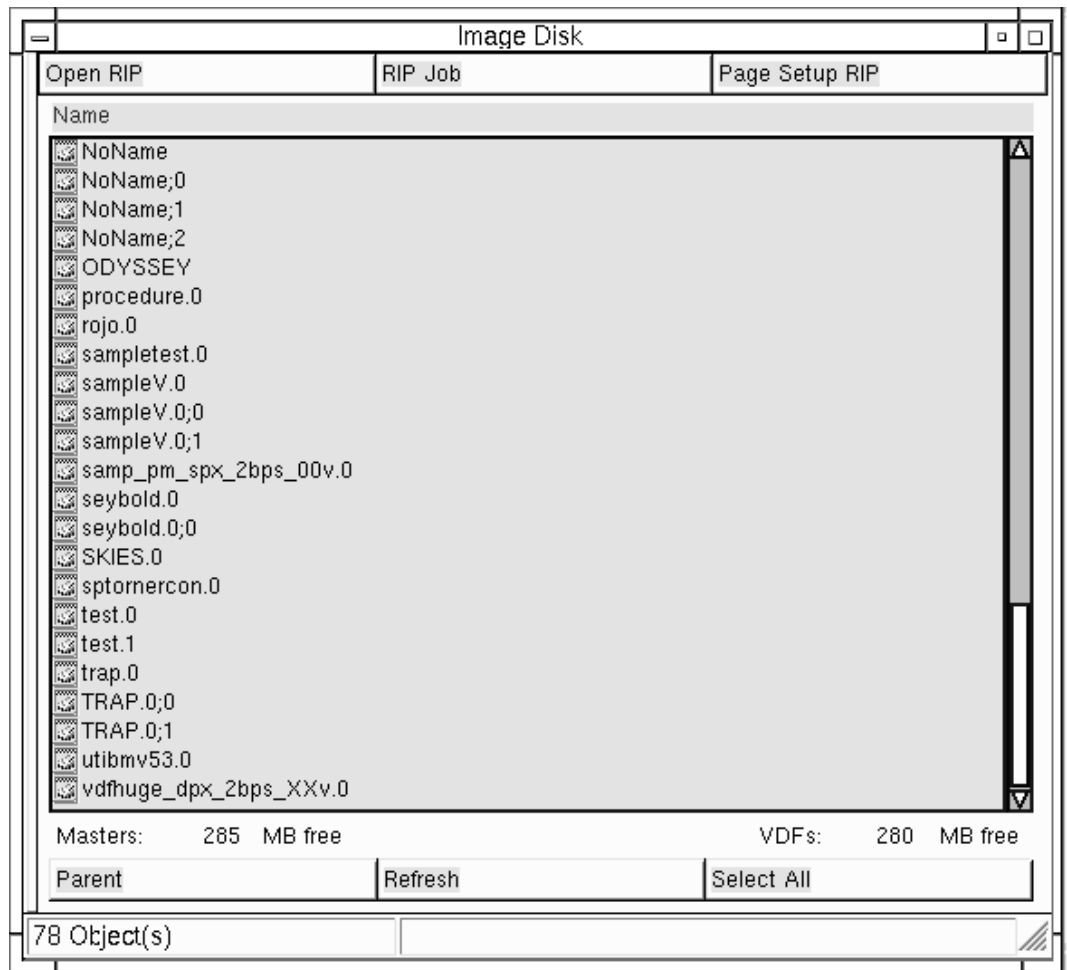 Image Disk
Open RIP RIP Job Page Setup RIP
Name
NoName
NoName;0
NoName;1
NoName;2
ODYSSEY
procedure.0
rojo.0
sampletest.0
sampleV.0
sampleV.0;0
sampleV.0;1
samp_pm_spx_2bps_00v.0
seybold.0
seybold.0;0
SKIES.0
sptornercon.0
test.0
test.1
trap.0
TRAP.0;0
TRAP.0;1
utibmv53.0
vdfhuge_dpx_2bps_XXv.0
Masters: 285 MB free VDFs: 280 MB free
Parent Refresh Select All
78 Object(s)